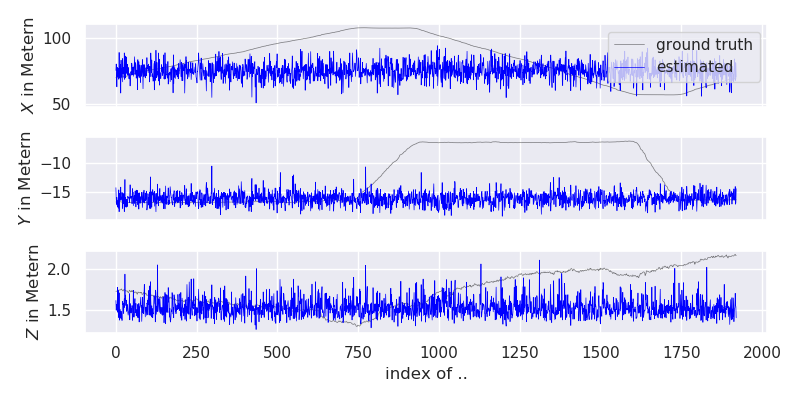 X in Metern
100
50
ground truth
estimated
Y in Metern
−10
−15
Z in Metern
2.0
1.5
0 250 500 750 1000 1250 1500 1750 2000
index of ..